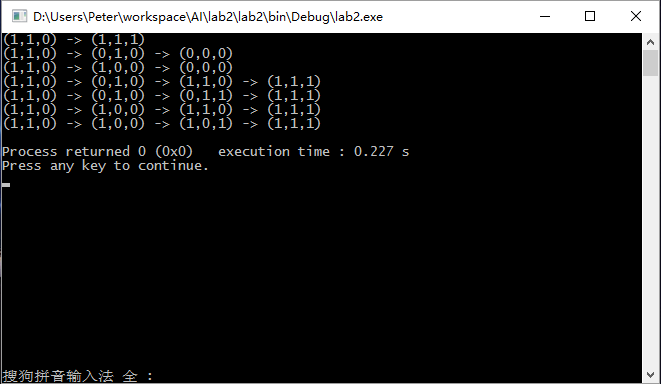 D:\Users\Peter\workspace\AI\lab2\lab2\bin\Debug\lab2.exe
(1,1,0) -> (1,1,1)
(1,1,0) -> (0,1,0) -> (0,0,0)
(1,1,0) -> (1,0,0) -> (0,0,0)
(1,1,0) -> (0,1,0) -> (1,1,0) -> (1,1,1)
(1,1,0) -> (0,1,0) -> (0,1,1) -> (1,1,1)
(1,1,0) -> (1,0,0) -> (1,1,0) -> (1,1,1)
(1,1,0) -> (1,0,0) -> (1,0,1) -> (1,1,1)
Process returned 0 (0x0)   execution time : 0.227 s
Press any key to continue.
搜狗拼音输入法 全 :